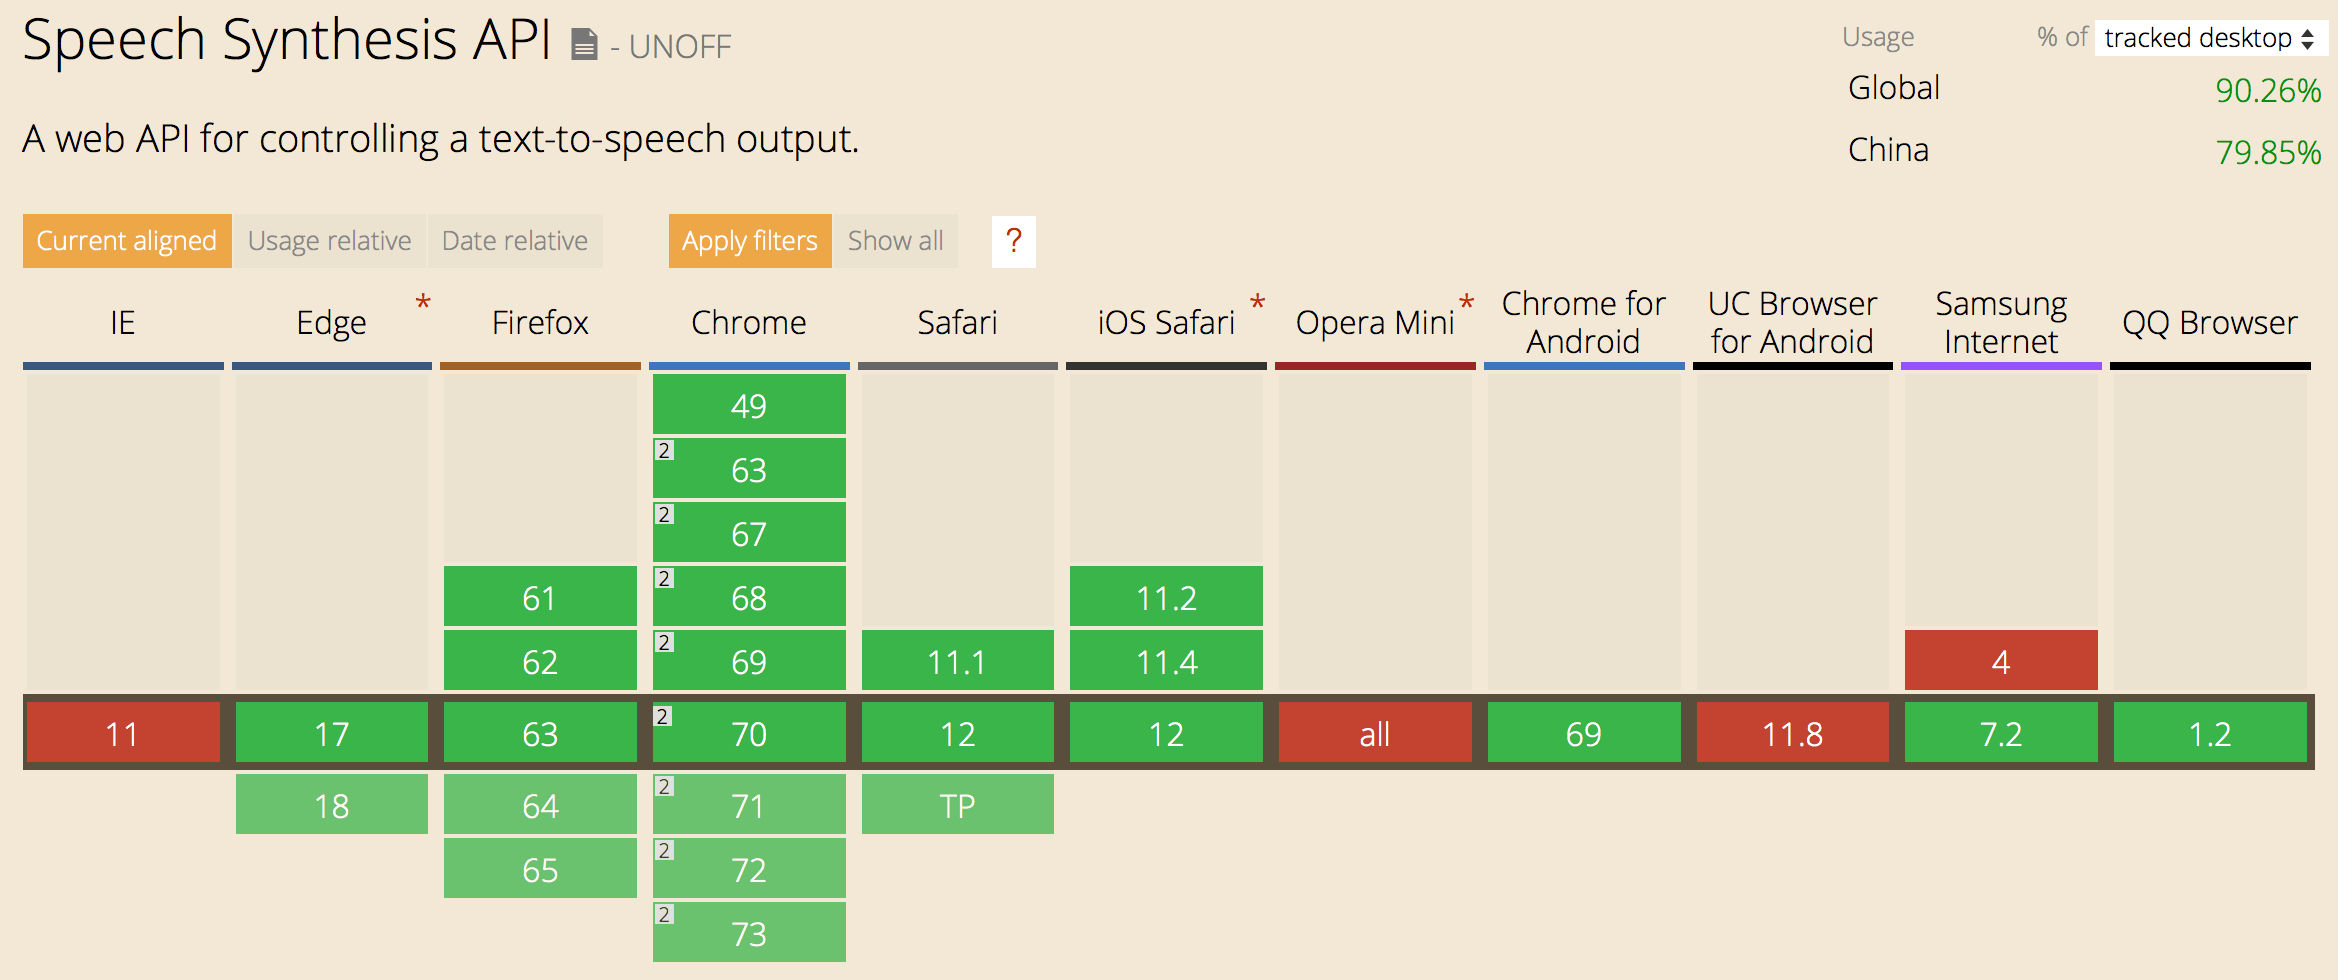 Speech Synthesis API - UNOFF
Usage % of tracked desktop
Global 90.26%
China 79.85%
A web API for controlling a text-to-speech output.
Current aligned Usage relative Date relative Apply filters Show all ?
IE Edge * Firefox Chrome Safari iOS Safari * Opera Mini * Chrome for Android UC Browser for Android Samsung Internet QQ Browser
49
2 63
2 67
61 2 68 11.2
62 2 69 11.1 11.4 4
11 17 63 2 70 12 12 all 69 11.8 7.2 1.2
18 64 2 71 TP
65 2 72
2 73